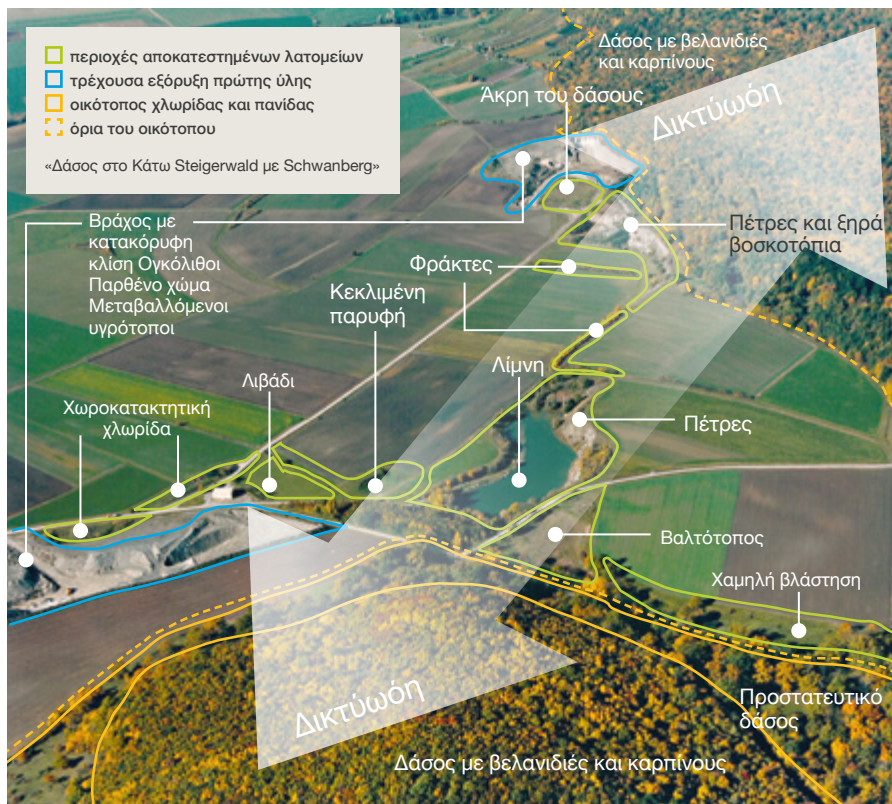 περιοχές αποκατεστημένων λατομείων
τρέχουσα εξόρυξη πρώτης ύλης
οικότοπος χλωρίδας και πανίδας
όρια του οικότοπου
«Δάσος στο Κάτω Steigerwald με Schwanberg»
Δάσος με βελανιδιές
και καρπίνους
Άκρη του δάσους
Δικτύωόη
Βράχος με
κατακόρυφη
κλίση Ογκόλιθοι
Παρθένο χώμα
Μεταβαλλόμενοι
υγρότοποι
Πέτρες και ξηρά
βοσκοτόπια
Φράκτες
Κεκλιμένη
παρυφή
Λίμνη
Λιβάδι
Χωροκατακτητική
χλωρίδα
Πέτρες
Βαλτότοπος
Χαμηλή βλάστηση
Δικτύωόη
Προστατευτικό
δάσος
Δάσος με βελανιδιές και καρπίνους